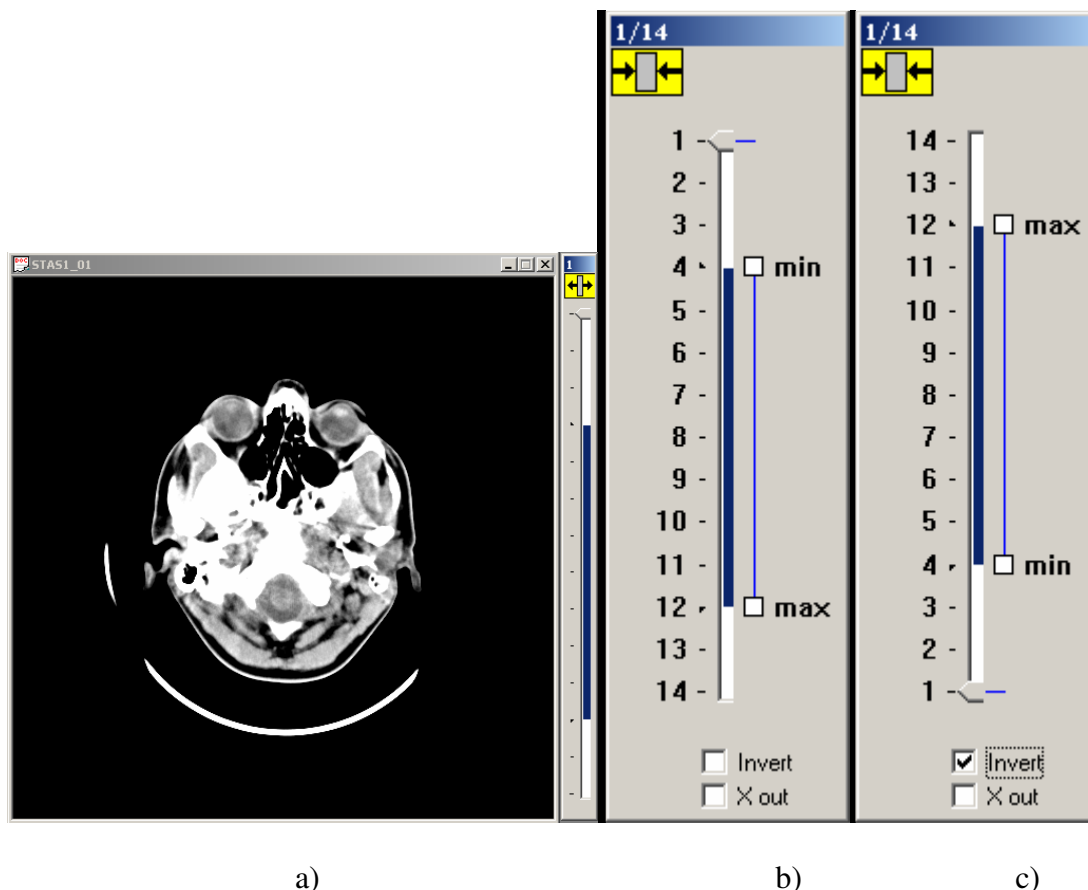 STAS1_01
1
1/14
1 -
2 -
3 -
4
min
5 -
6 -
7 -
8 -
9 -
10 -
11 -
12
max
13 -
14 -
Invert
X out
1/14
14 -
13 -
12
max
11 -
10 -
9 -
8 -
7 -
6 -
5 -
4
min
3 -
2 -
1 -
Invert
X out
a)
b)
c)